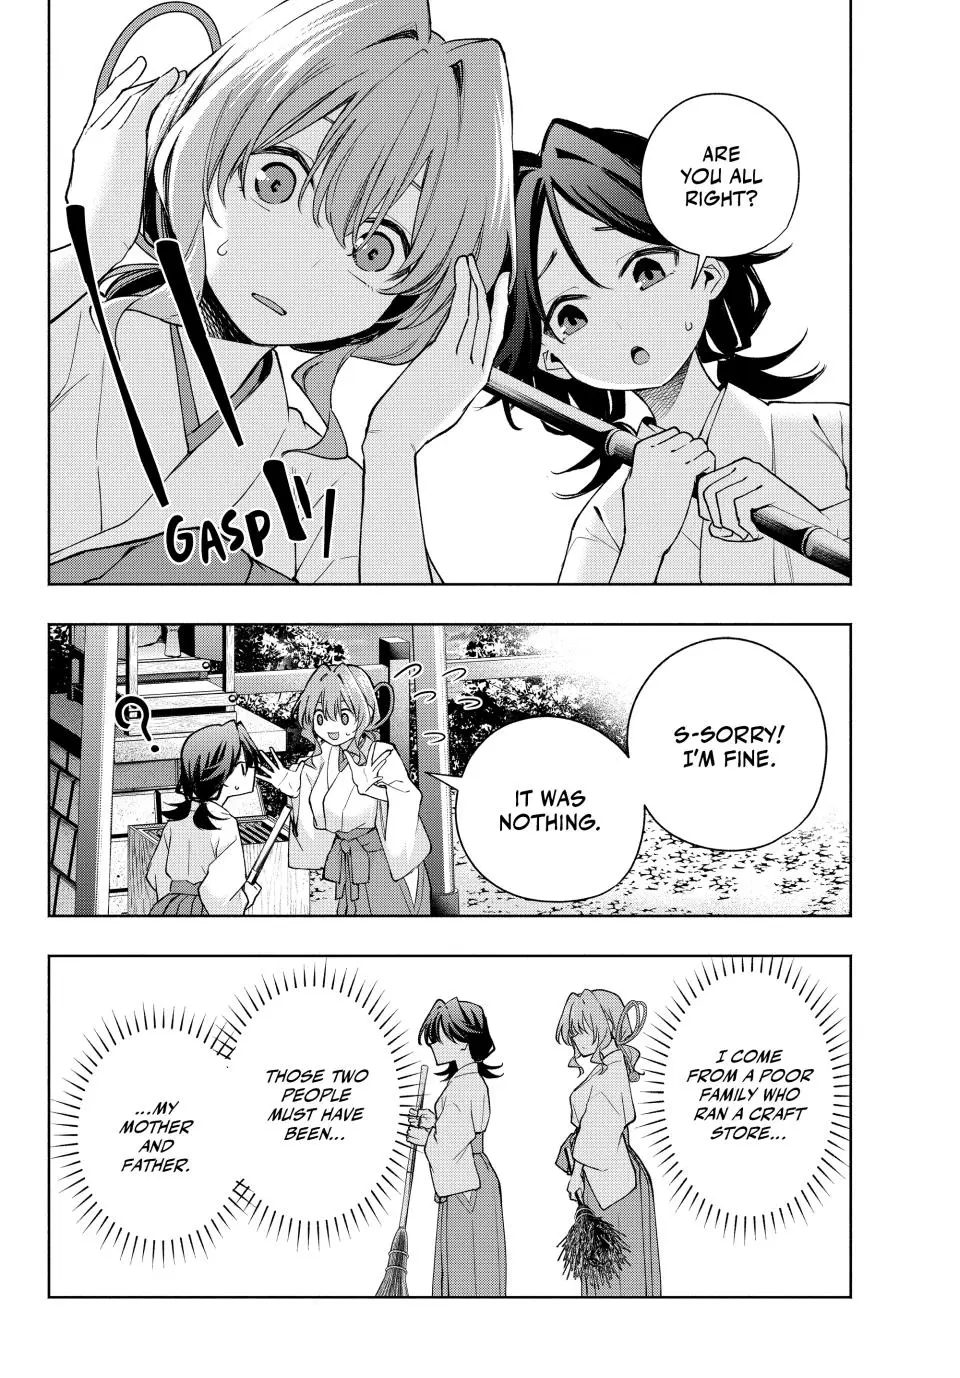 ARE
YOU ALL
RIGHT?
GASP
S-SORRY!
I'M FINE.
IT WAS
NOTHING.
?
I COME
FROM A POOR
FAMILY WHO
RAN A CRAFT
STORE...
THOSE TWO
PEOPLE
MUST HAVE
BEEN...
...MY
MOTHER
AND
FATHER.